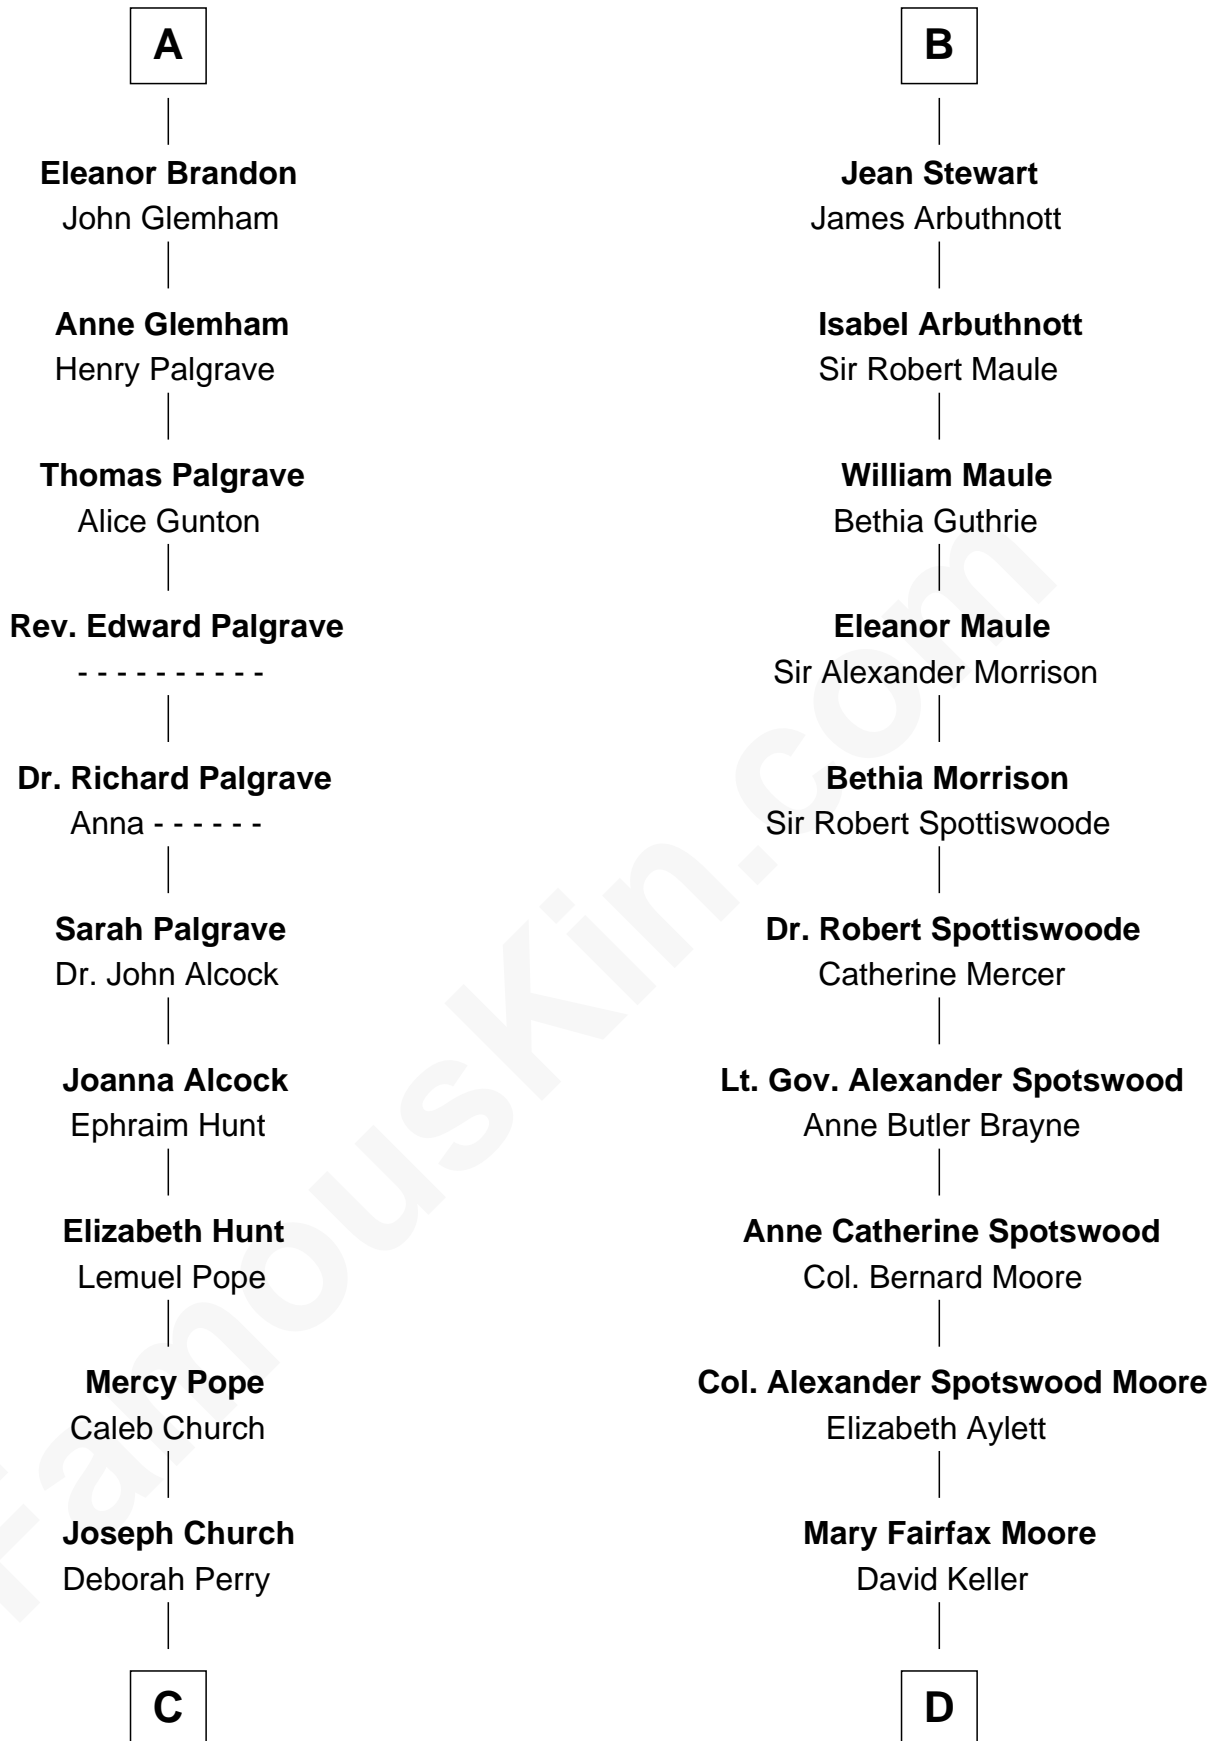 A
Eleanor Brandon
John Glemham
Anne Glemham
Henry Palgrave
Thomas Palgrave
Alice Gunton
Rev. Edward Palgrave
- - - - - - - - - -
Dr. Richard Palgrave
Anna - - - - - -
Sarah Palgrave
Dr. John Alcock
Joanna Alcock
Ephraim Hunt
Elizabeth Hunt
Lemuel Pope
Mercy Pope
Caleb Church
Joseph Church
Deborah Perry
C
B
Jean Stewart
James Arbuthnott
Isabel Arbuthnott
Sir Robert Maule
William Maule
Bethia Guthrie
Eleanor Maule
Sir Alexander Morrison
Bethia Morrison
Sir Robert Spottiswoode
Dr. Robert Spottiswoode
Catherine Mercer
Lt. Gov. Alexander Spotswood
Anne Butler Brayne
Anne Catherine Spotswood
Col. Bernard Moore
Col. Alexander Spotswood Moore
Elizabeth Aylett
Mary Fairfax Moore
David Keller
D
FamousKin.com